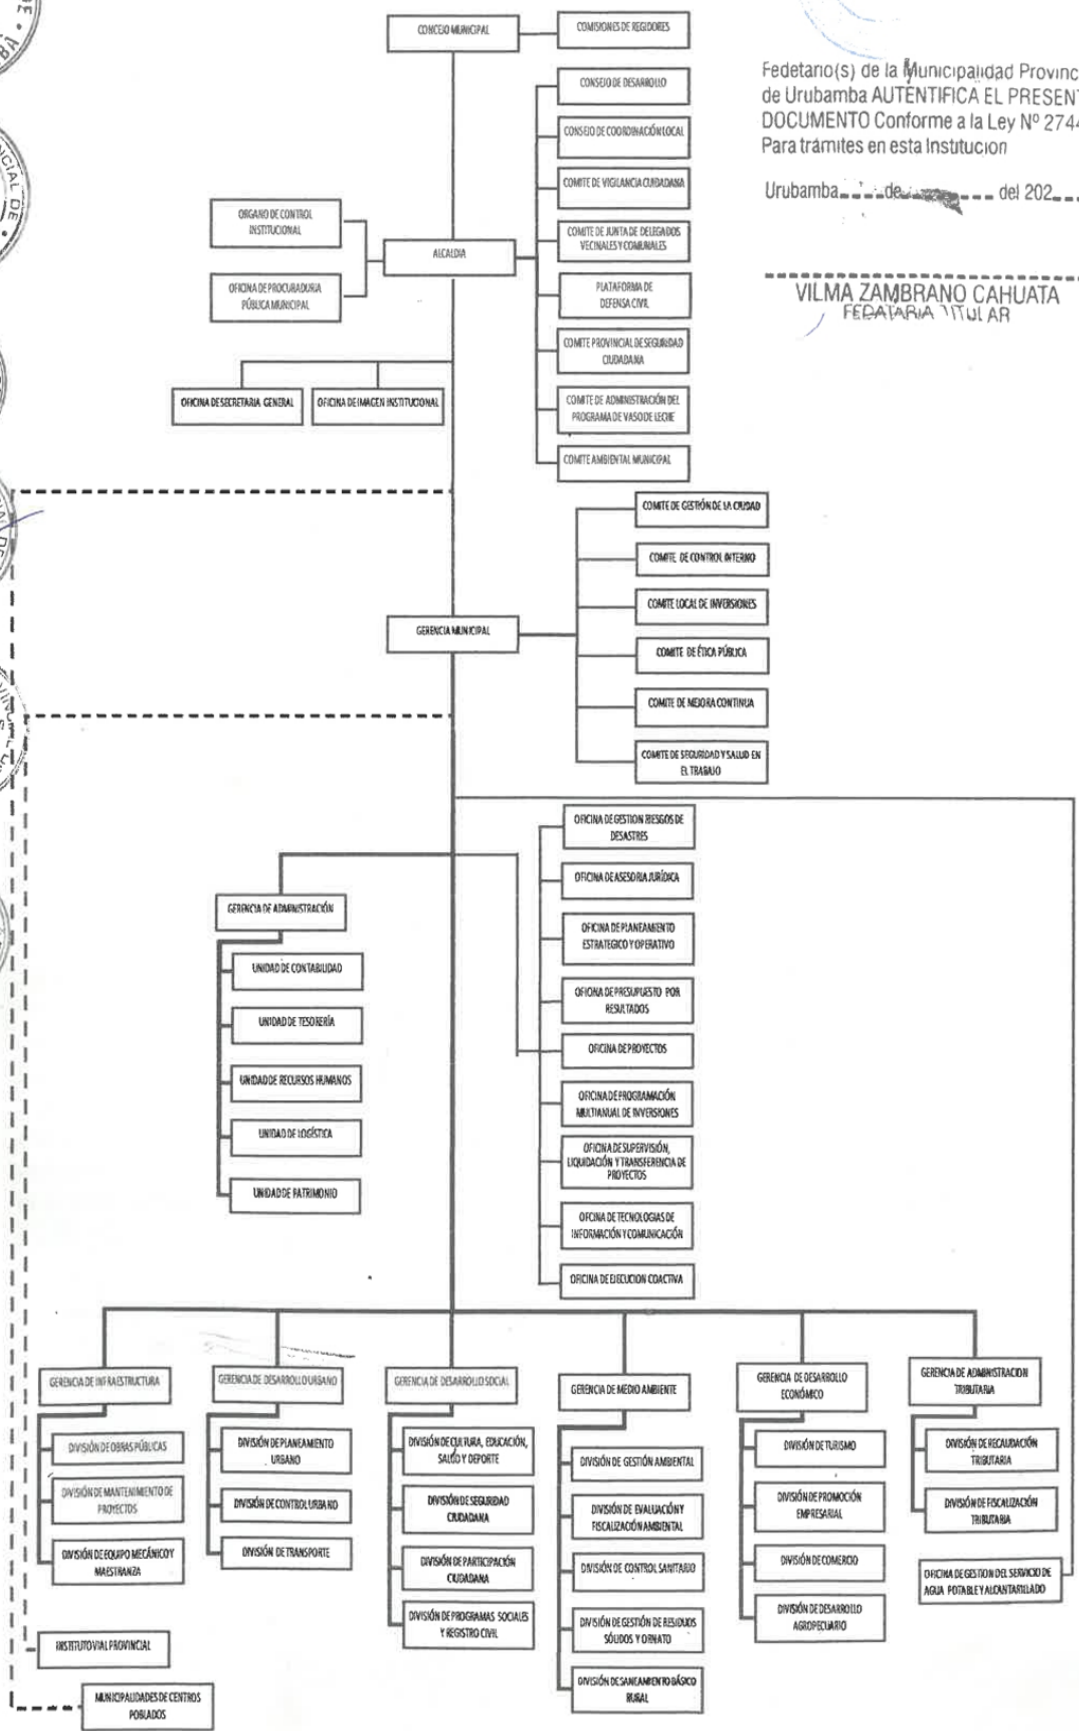 CONCEJO MUNICIPAL
COMISIONES DE REGIDORES
Fedetario(s) de la Municipalidad Provinc
de Urubamba AUTENTIFICA EL PRESENT
DOCUMENTO Conforme a la Ley Nº 2744
Para trámites en esta Institucion
Urubamba de del 202
VILMA ZAMBRANO CAHUATA
FEDATARIA TITULAR
CONSEJO DE DESARROLLO
CONSEJO DE COORDINACIÓN LOCAL
COMITE DE VIGILANCIA CIUDADANA
COMITE DE JUNTA DE DELEGADOS
VECINALES Y COMUNALES
PLATAFORMA DE
DEFENSA CIVIL
COMITE PROVINCIAL DE SEGURIDAD
CIUDADANA
COMITE DE ADMINISTRACIÓN DEL
PROGRAMA DE VASO DE LECHE
COMITE AMBIENTAL MUNICIPAL
ORGANO DE CONTROL
INSTITUCIONAL
ALCALDIA
OFICINA DE PROCURADURIA
PÚBLICA MUNICIPAL
OFICINA DE SECRETARIA GENERAL
OFICINA DE IMAGEN INSTITUCIONAL
COMITE DE GESTIÓN DE LA CIUDAD
COMITE DE CONTROL INTERNO
COMITE LOCAL DE INVERSIONES
GERENCIA MUNICIPAL
COMITE DE ÉTICA PÚBLICA
COMITE DE MEJORA CONTINUA
COMITE DE SEGURIDAD Y SALUD EN
EL TRABAJO
OFICINA DE GESTION RIESGOS DE
DESASTRES
OFICINA DE ASESORIA JURÍDICA
OFICINA DE PLANEAMIENTO
ESTRATEGICO Y OPERATIVO
OFICIONA DE PRESUPUESTO POR
RESULTADOS
OFICINA DE PROYECTOS
OFICINA DE PROGRAMACIÓN
MULTIANUAL DE INVERSIONES
OFICINA DE SUPERVISIÓN,
LIQUIDACIÓN Y TRANSFERENCIA DE
PROYECTOS
OFICINA DE TECNOLOGIAS DE
INFORMACIÓN Y COMUNICACIÓN
OFICINA DE EJECUCION COACTIVA
GERENCIA DE ADMINISTRACIÓN
UNIDAD DE CONTABILIDAD
UNIDAD DE TESORERÍA
UNIDAD DE RECURSOS HUMANOS
UNIDAD DE LOGÍSTICA
UNIDAD DE PATRIMONIO
GERENCIA DE INFRAESTRUCTURA
DIVISIÓN DE OBRAS PÚBLICAS
DIVISIÓN DE MANTENIMIENTO DE
PROYECTOS
DIVISIÓN DE EQUIPO MECÁNICO Y
MAESTRANZA
GERENCIA DE DESARROLLO URBANO
DIVISIÓN DE PLANEAMIENTO
URBANO
DIVISIÓN DE CONTROL URBANO
DIVISIÓN DE TRANSPORTE
GERENCIA DE DESARROLLO SOCIAL
DIVISIÓN DE CULTURA, EDUCACIÓN,
SALUD Y DEPORTE
DIVISIÓN DE SEGURIDAD
CIUDADANA
DIVISIÓN DE PARTICIPACIÓN
CIUDADANA
DIVISIÓN DE PROGRAMAS SOCIALES
Y REGISTRO CIVIL
GERENCIA DE MEDIO AMBIENTE
DIVISIÓN DE GESTIÓN AMBIENTAL
DIVISIÓN DE EVALUACIÓN Y
FISCALIZACIÓN AMBIENTAL
DIVISIÓN DE CONTROL SANITARIO
DIVISIÓN DE GESTIÓN DE RESIDUOS
SÓLIDOS Y ORNATO
DIVISIÓN DE SANEAMIENTO BÁSICO
RURAL
GERENCIA DE DESARROLLO
ECONÓMICO
DIVISIÓN DE TURISMO
DIVISIÓN DE PROMOCIÓN
EMPRESARIAL
DIVISIÓN DE COMERCIO
DIVISIÓN DE DESARROLLO
AGROPECUARIO
GERENCIA DE ADMINISTRACION
TRIBUTARIA
DIVISIÓN DE RECAUDACIÓN
TRIBUTARIA
DIVISIÓN DE FISCALIZACIÓN
TRIBUTARIA
OFICINA DE GESTION DEL SERVICIO DE
AGUA POTABLE Y ALCANTARILLADO
INSTITUTO VIAL PROVINCIAL
MUNICIPALIDADES DE CENTROS
POBLADOS